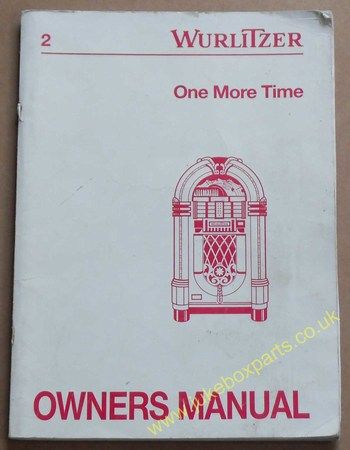 2 WURLITZER
One More Time
OWNERS MANUAL
www.jukeboxparts.co.uk